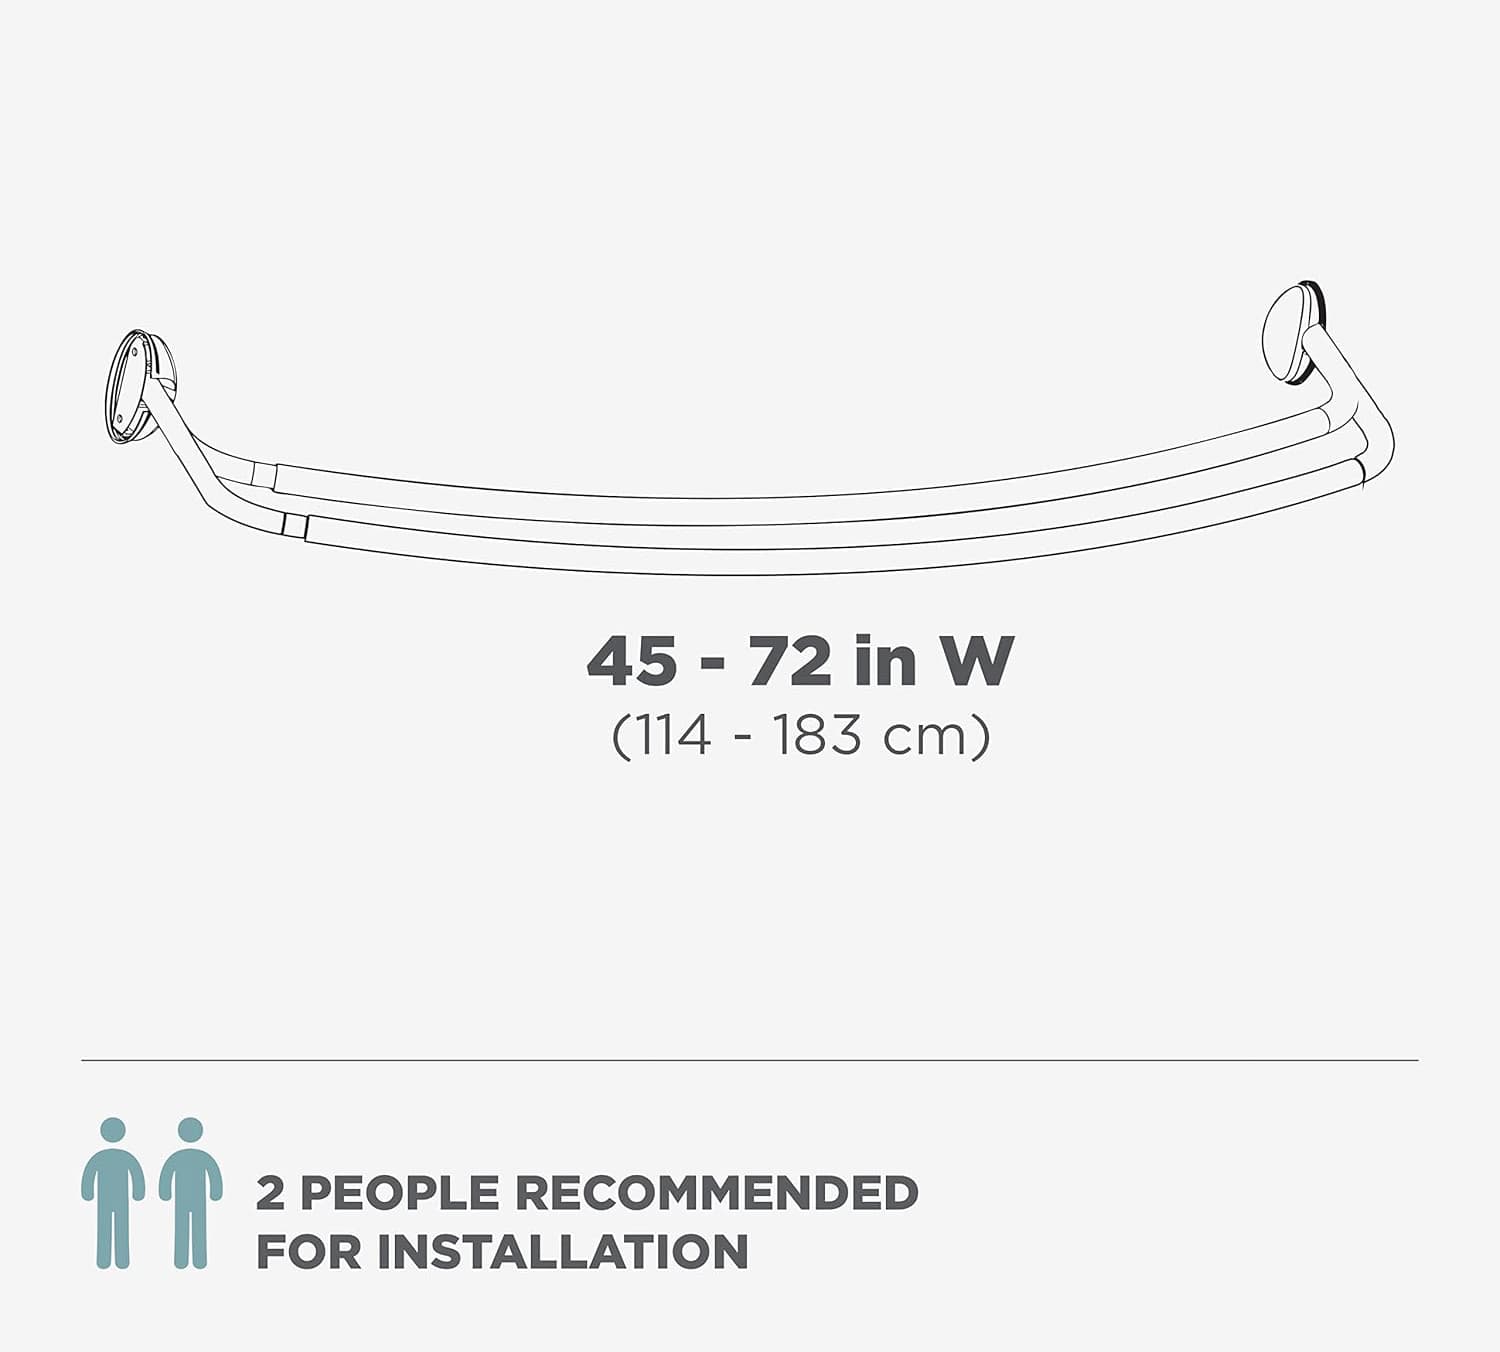 45 - 72 in W
(114 - 183 cm)
2 PEOPLE RECOMMENDED
FOR INSTALLATION